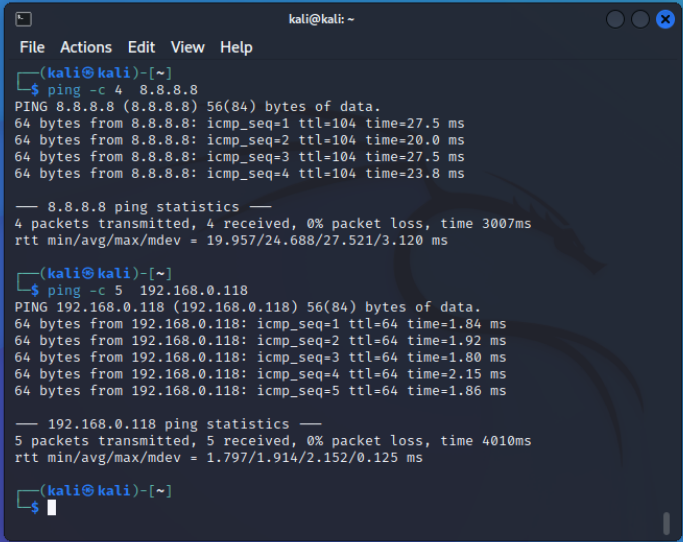 kali@kali: ~
File Actions Edit View Help
┌──(kali㉿kali)-[~]
└─$ ping -c 4  8.8.8.8
PING 8.8.8.8 (8.8.8.8) 56(84) bytes of data.
64 bytes from 8.8.8.8: icmp_seq=1 ttl=104 time=27.5 ms
64 bytes from 8.8.8.8: icmp_seq=2 ttl=104 time=20.0 ms
64 bytes from 8.8.8.8: icmp_seq=3 ttl=104 time=27.5 ms
64 bytes from 8.8.8.8: icmp_seq=4 ttl=104 time=23.8 ms
--- 8.8.8.8 ping statistics ---
4 packets transmitted, 4 received, 0% packet loss, time 3007ms
rtt min/avg/max/mdev = 19.957/24.688/27.521/3.120 ms
┌──(kali㉿kali)-[~]
└─$ ping -c 5  192.168.0.118
PING 192.168.0.118 (192.168.0.118) 56(84) bytes of data.
64 bytes from 192.168.0.118: icmp_seq=1 ttl=64 time=1.84 ms
64 bytes from 192.168.0.118: icmp_seq=2 ttl=64 time=1.92 ms
64 bytes from 192.168.0.118: icmp_seq=3 ttl=64 time=1.80 ms
64 bytes from 192.168.0.118: icmp_seq=4 ttl=64 time=2.15 ms
64 bytes from 192.168.0.118: icmp_seq=5 ttl=64 time=1.86 ms
--- 192.168.0.118 ping statistics ---
5 packets transmitted, 5 received, 0% packet loss, time 4010ms
rtt min/avg/max/mdev = 1.797/1.914/2.152/0.125 ms
┌──(kali㉿kali)-[~]
└─$